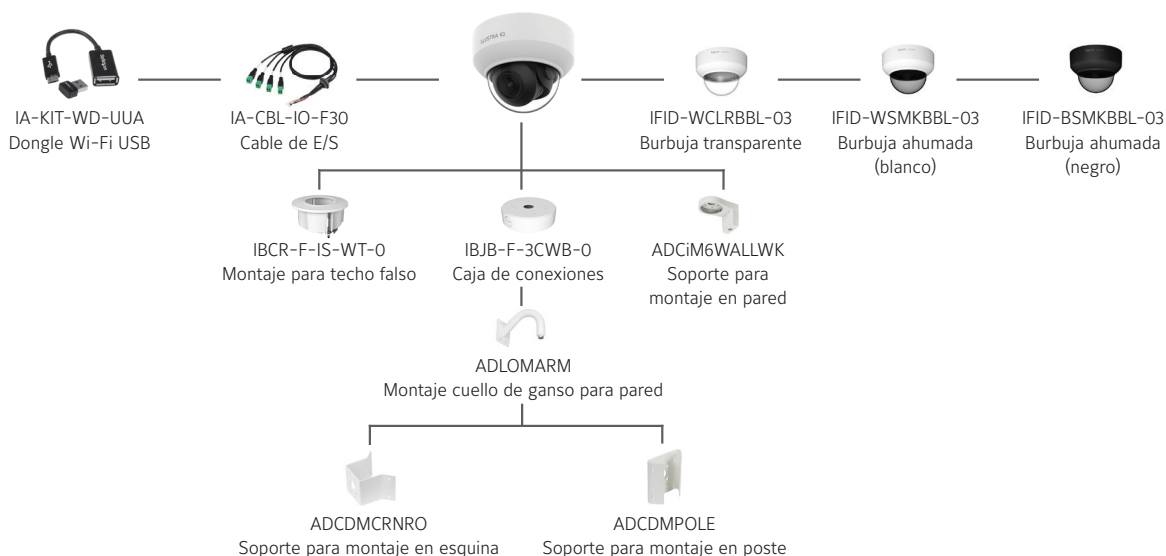 ILLUSTRA IQ
IA-KIT-WD-UUA
Dongle Wi-Fi USB
IA-CBL-IO-F30
Cable de E/S
IFID-WCLRBBL-03
Burbuja transparente
IFID-WSMKBBL-03
Burbuja ahumada
(blanco)
IFID-BSMKBBL-03
Burbuja ahumada
(negro)
IBCR-F-IS-WT-0
Montaje para techo falso
IBJB-F-3CWB-0
Caja de conexiones
ADCiM6WALLWK
Soporte para
montaje en pared
ADLOMARM
Montaje cuello de ganso para pared
ADCDMCRNRO
Soporte para montaje en esquina
ADCDMPOLE
Soporte para montaje en poste